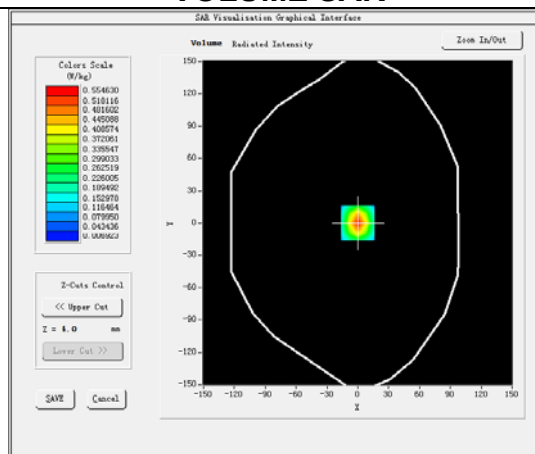 VOLUME SAR
SAR Visualisation Graphical Interface
Volume Radiated Intensity
Zoom In/Out
Colors Scale
(W/kg)
0.554630
0.518116
0.481602
0.445088
0.408574
0.372061
0.335547
0.299033
0.262519
0.226005
0.189492
0.152978
0.116464
0.079950
0.043436
0.006923
Z-Cuts Control
<< Upper Cut
Z = 4.0 mm
Lower Cut >>
SAVE
Cancel
150
120
90
60
30
0
-30
-60
-90
-120
-150
Y
-150 -120 -90 -60 -30 0 30 60 90 120 150
X